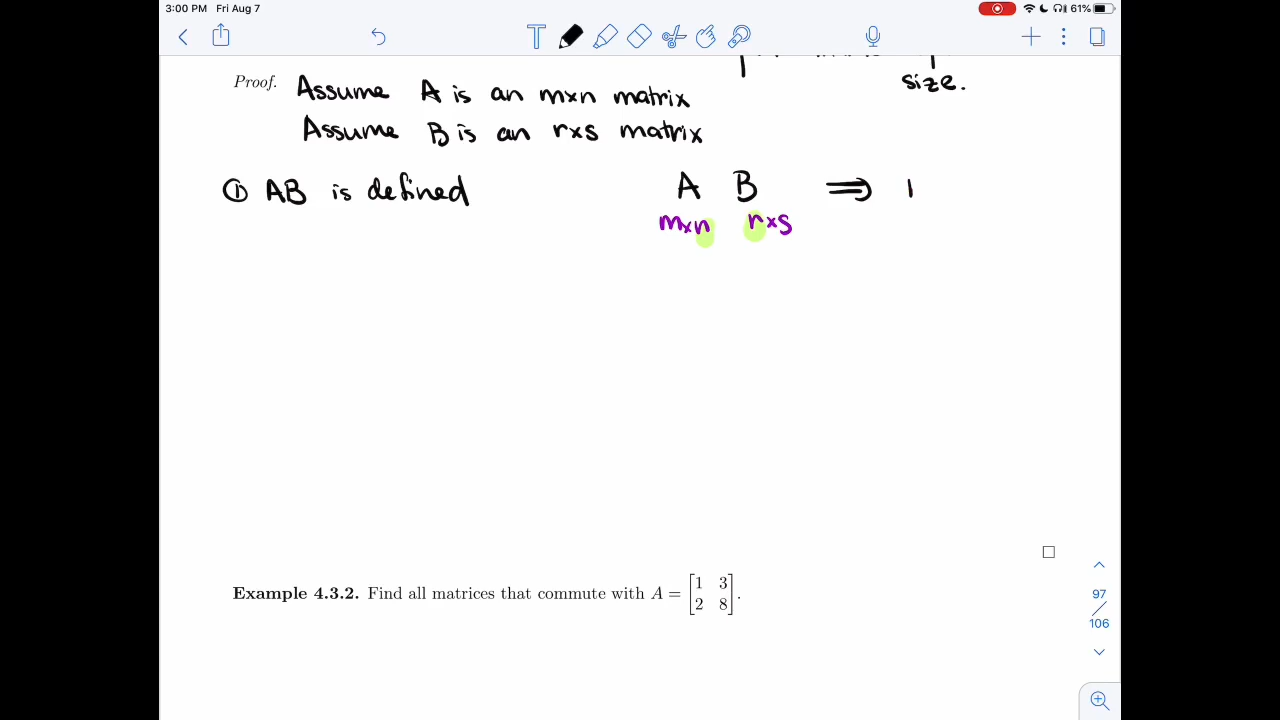 3:00 PM Fri Aug 7
61%
size.
Proof. Assume A is an m×n matrix
Assume B is an r×s matrix
① AB is defined A B ⟹ |
m×n r×s
□
Example 4.3.2. Find all matrices that commute with A = [1 3
2 8].
97
106